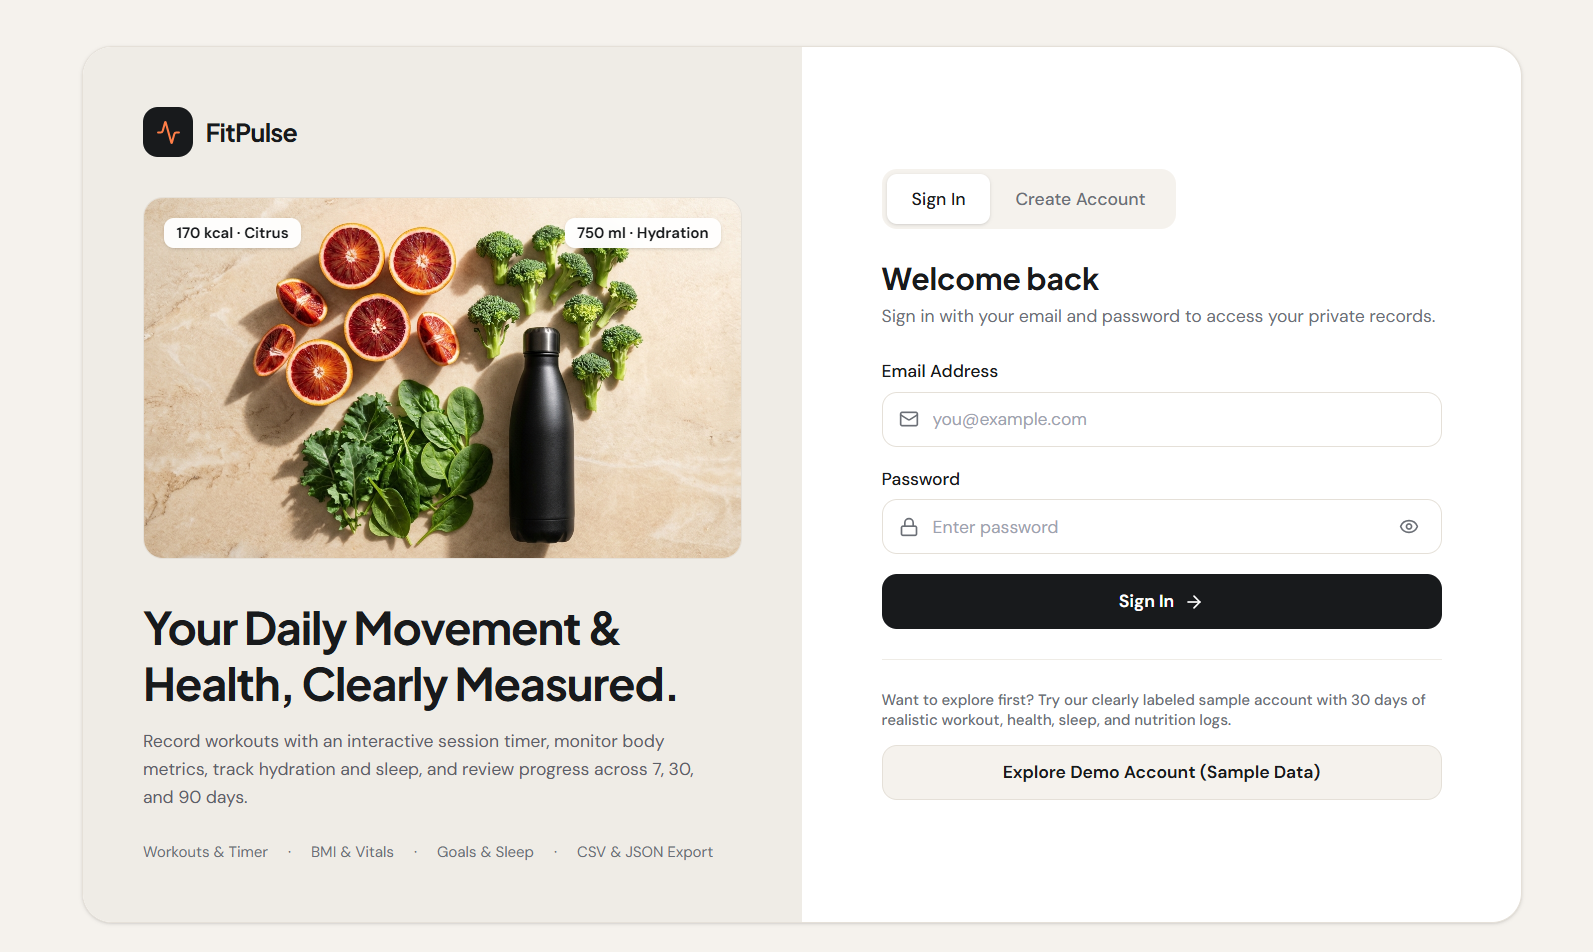 FitPulse
170 kcal · Citrus
750 ml · Hydration
Your Daily Movement &
Health, Clearly Measured.
Record workouts with an interactive session timer, monitor body
metrics, track hydration and sleep, and review progress across 7, 30,
and 90 days.
Workouts & Timer · BMI & Vitals · Goals & Sleep · CSV & JSON Export
Sign In
Create Account
Welcome back
Sign in with your email and password to access your private records.
Email Address
you@example.com
Password
Enter password
Sign In →
Want to explore first? Try our clearly labeled sample account with 30 days of
realistic workout, health, sleep, and nutrition logs.
Explore Demo Account (Sample Data)